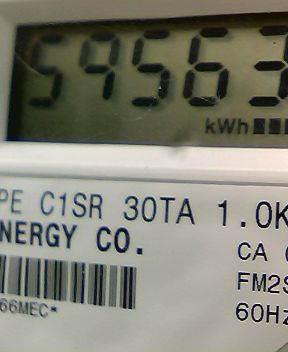 59563
kWh
PE C1SR 30TA 1.0K
NERGY CO.
CA
FM2S
66MEC*
60Hz